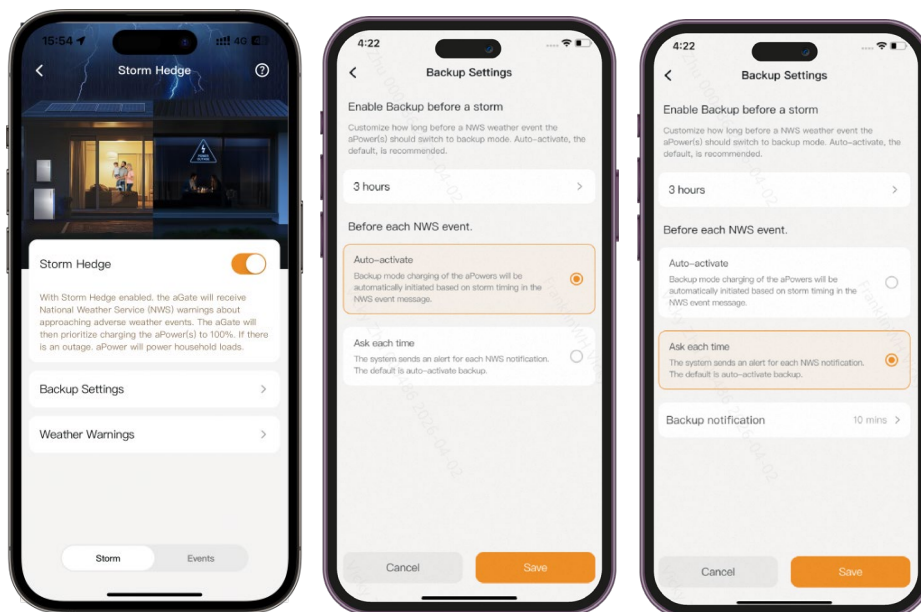 15:54
4G
Storm Hedge
POWER
OUTAGE
Storm Hedge
With Storm Hedge enabled. the aGate will receive
National Weather Service (NWS) warnings about
approaching adverse weather events. The aGate will
then prioritize charging the aPower(s) to 100%. If there
is an outage. aPower will power household loads.
Backup Settings
Weather Warnings
Storm
Events
4:22
Backup Settings
Enable Backup before a storm
Customize how long before a NWS weather event the
aPower(s) should switch to backup mode. Auto-activate, the
default, is recommended.
3 hours
Before each NWS event.
Auto-activate
Backup mode charging of the aPowers will be
automatically initiated based on storm timing in the
NWS event message.
Ask each time
The system sends an alert for each NWS notification.
The default is auto-activate backup.
Cancel
Save
4:22
Backup Settings
Enable Backup before a storm
Customize how long before a NWS weather event the
aPower(s) should switch to backup mode. Auto-activate, the
default, is recommended.
3 hours
Before each NWS event.
Auto-activate
Backup mode charging of the aPowers will be
automatically initiated based on storm timing in the
NWS event message.
Ask each time
The system sends an alert for each NWS notification.
The default is auto-activate backup.
Backup notification
10 mins
Cancel
Save